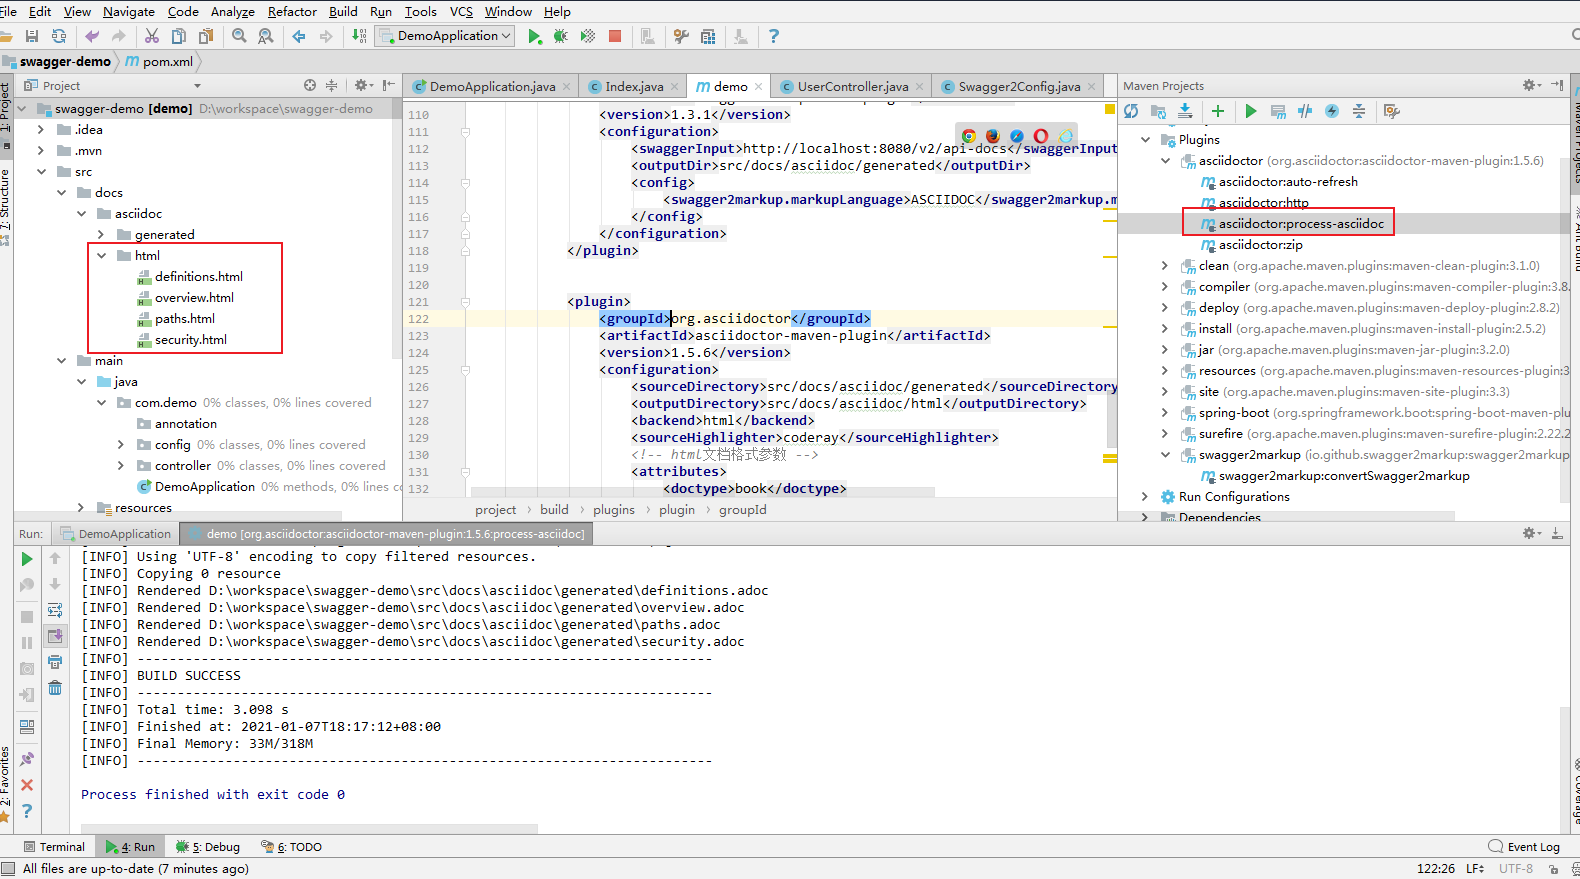 File Edit View Navigate Code Analyze Refactor Build Run Tools VCS Window Help
DemoApplication
swagger-demo pom.xml
Project
swagger-demo [demo] D:\workspace\swagger-demo
.idea
.mvn
src
docs
asciidoc
generated
html
definitions.html
overview.html
paths.html
security.html
main
java
com.demo 0% classes, 0% lines covered
annotation
config 0% classes, 0% lines covered
controller 0% classes, 0% lines covered
DemoApplication 0% methods, 0% lines co
resources
1: Project
7: Structure
2: Favorites
DemoApplication.java Index.java demo UserController.java Swagger2Config.java
110 <version>1.3.1</version>
111 <configuration>
112 <swaggerInput>http://localhost:8080/v2/api-docs</swaggerInput
113 <outputDir>src/docs/asciidoc/generated</outputDir>
114 <config>
115 <swagger2markup.markupLanguage>ASCIIDOC</swagger2markup.m
116 </config>
117 </configuration>
118 </plugin>
119
120
121 <plugin>
122 <groupId>org.asciidoctor</groupId>
123 <artifactId>asciidoctor-maven-plugin</artifactId>
124 <version>1.5.6</version>
125 <configuration>
126 <sourceDirectory>src/docs/asciidoc/generated</sourceDirectory
127 <outputDirectory>src/docs/asciidoc/html</outputDirectory>
128 <backend>html</backend>
129 <sourceHighlighter>coderay</sourceHighlighter>
130 <!-- html文档格式参数 -->
131 <attributes>
132 <doctype>book</doctype>
project › build › plugins › plugin › groupId
Maven Projects
Plugins
asciidoctor (org.asciidoctor:asciidoctor-maven-plugin:1.5.6)
asciidoctor:auto-refresh
asciidoctor:http
asciidoctor:process-asciidoc
asciidoctor:zip
clean (org.apache.maven.plugins:maven-clean-plugin:3.1.0)
compiler (org.apache.maven.plugins:maven-compiler-plugin:3.8.
deploy (org.apache.maven.plugins:maven-deploy-plugin:2.8.2)
install (org.apache.maven.plugins:maven-install-plugin:2.5.2)
jar (org.apache.maven.plugins:maven-jar-plugin:3.2.0)
resources (org.apache.maven.plugins:maven-resources-plugin:3
site (org.apache.maven.plugins:maven-site-plugin:3.3)
spring-boot (org.springframework.boot:spring-boot-maven-plu
surefire (org.apache.maven.plugins:maven-surefire-plugin:2.22.2
swagger2markup (io.github.swagger2markup:swagger2markup
swagger2markup:convertSwagger2markup
Run Configurations
Dependencies
Run: DemoApplication demo [org.asciidoctor:asciidoctor-maven-plugin:1.5.6:process-asciidoc]
[INFO] Using 'UTF-8' encoding to copy filtered resources.
[INFO] Copying 0 resource
[INFO] Rendered D:\workspace\swagger-demo\src\docs\asciidoc\generated\definitions.adoc
[INFO] Rendered D:\workspace\swagger-demo\src\docs\asciidoc\generated\overview.adoc
[INFO] Rendered D:\workspace\swagger-demo\src\docs\asciidoc\generated\paths.adoc
[INFO] Rendered D:\workspace\swagger-demo\src\docs\asciidoc\generated\security.adoc
[INFO] ------------------------------------------------------------------------
[INFO] BUILD SUCCESS
[INFO] ------------------------------------------------------------------------
[INFO] Total time: 3.098 s
[INFO] Finished at: 2021-01-07T18:17:12+08:00
[INFO] Final Memory: 33M/318M
[INFO] ------------------------------------------------------------------------
Process finished with exit code 0
Terminal 4: Run 5: Debug 6: TODO Event Log
All files are up-to-date (7 minutes ago) 122:26 LF UTF-8